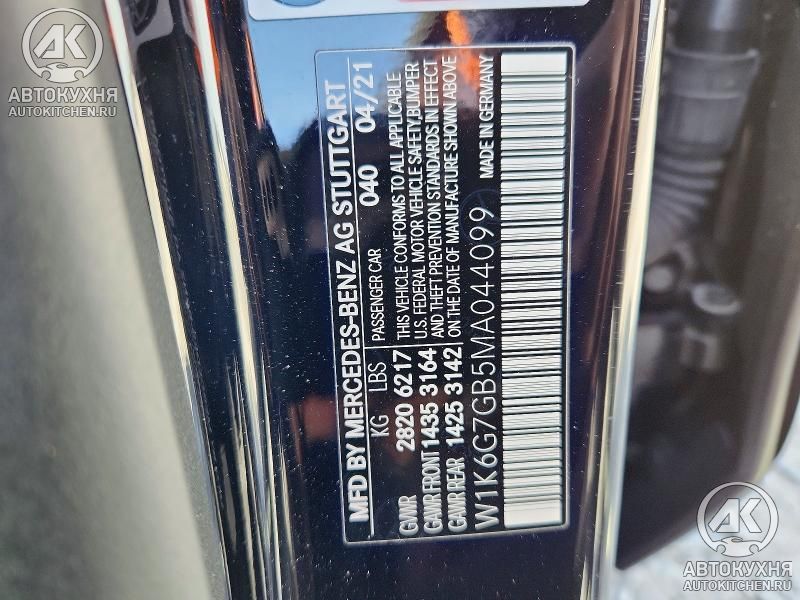 MFD BY MERCEDES-BENZ AG STUTTGART
KG LBS PASSENGER CAR 040 04/21
GVWR 2820 6217 THIS VEHICLE CONFORMS TO ALL APPLICABLE
GAWR FRONT 1435 3164 U.S. FEDERAL MOTOR VEHICLE SAFETY,BUMPER
GAWR REAR 1425 3142 AND THEFT PREVENTION STANDARDS IN EFFECT
ON THE DATE OF MANUFACTURE SHOWN ABOVE
W1K6G7GB5MA044099 MADE IN GERMANY
АК
АВТОКУХНЯ
AUTOKITCHEN.RU
АК
АВТОКУХНЯ
AUTOKITCHEN.RU